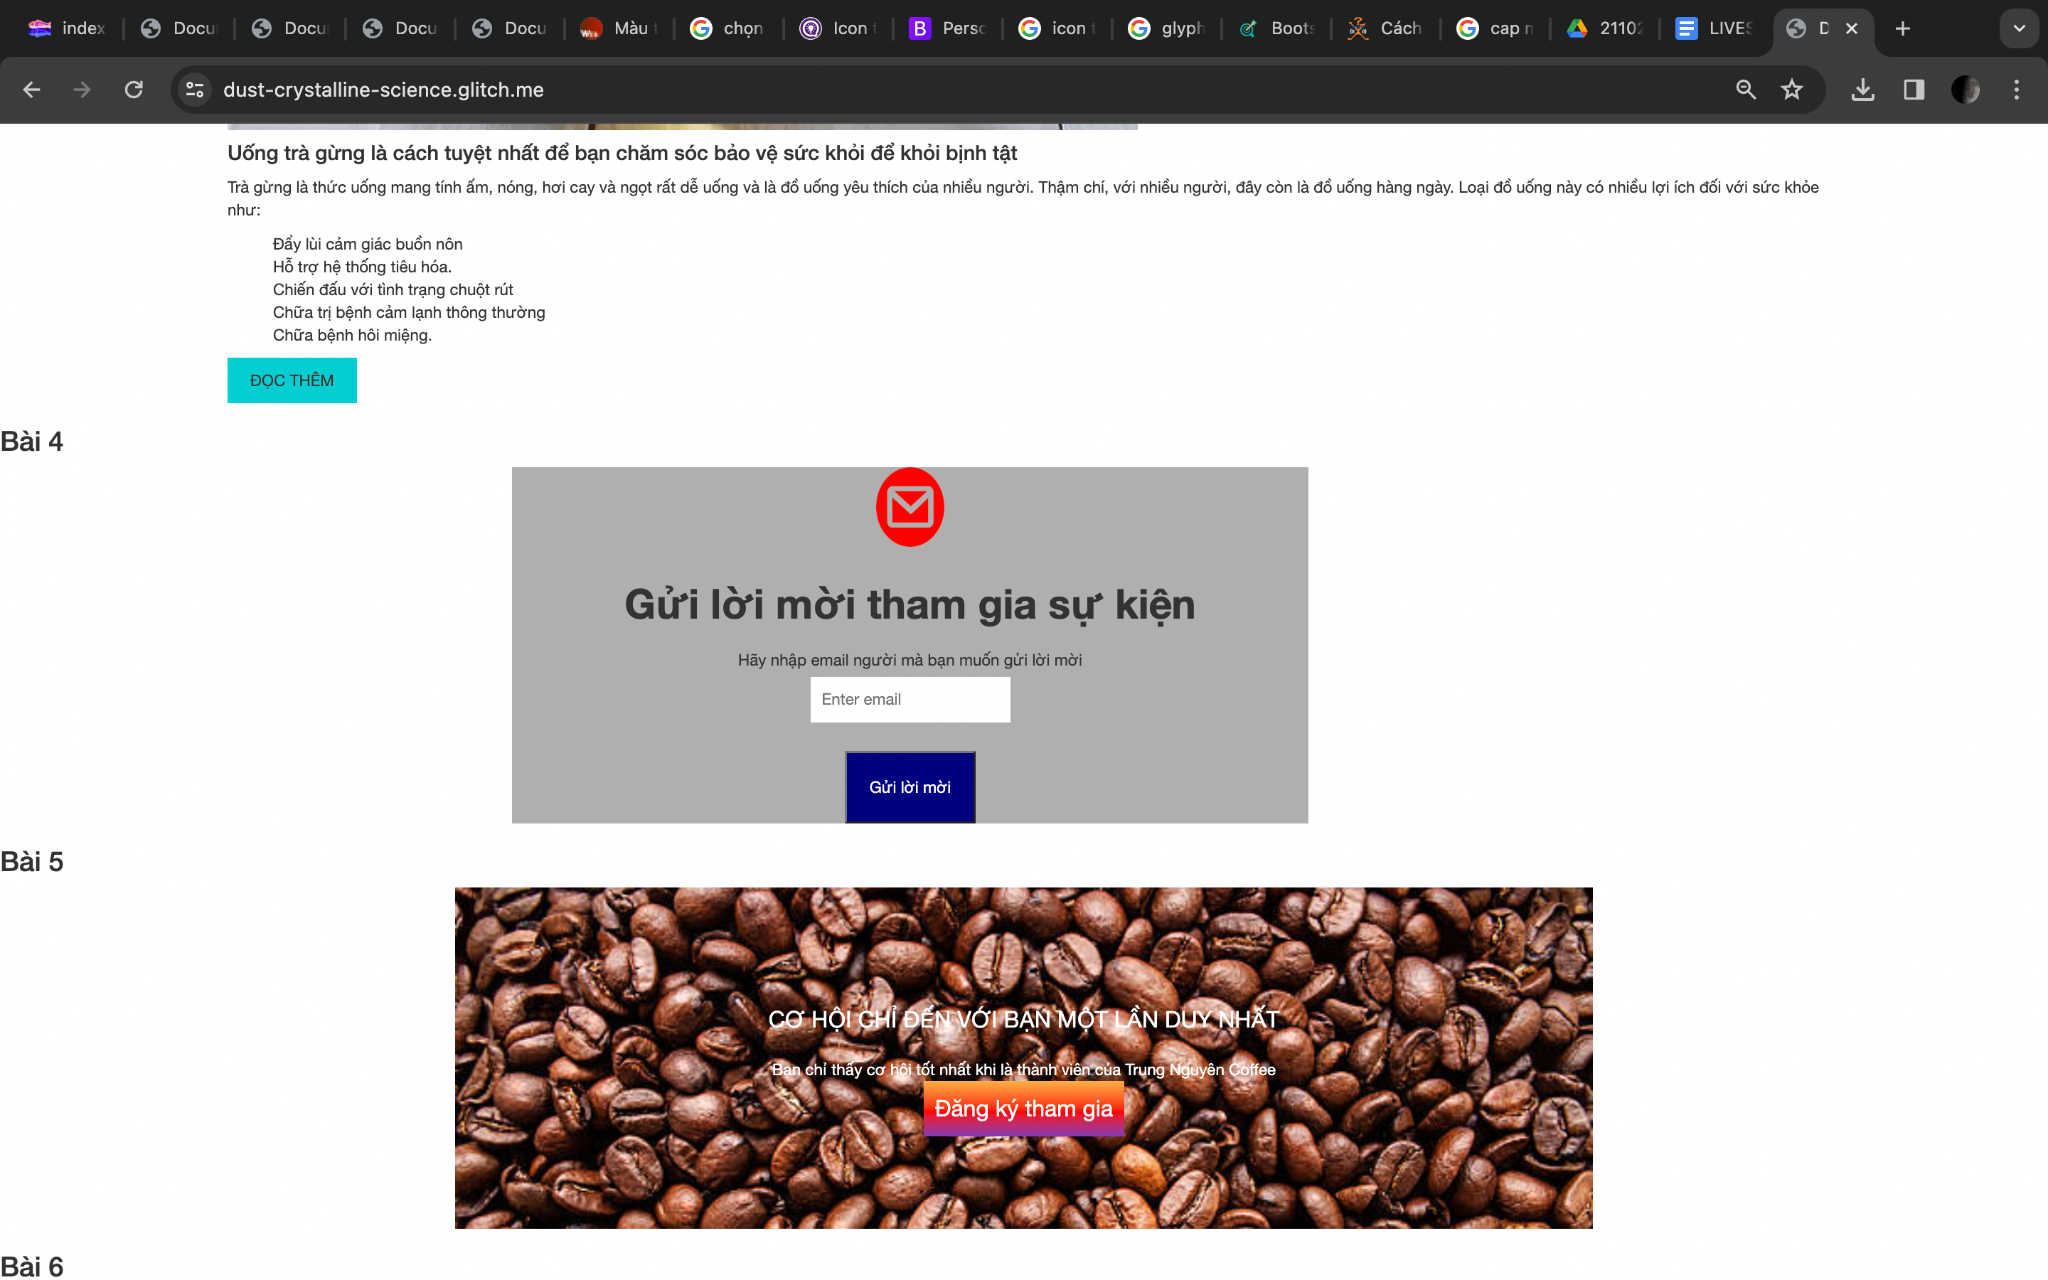 index
Docu
Docu
Docu
Docu
Màu t
chọn
Icon t
Perso
icon t
glyph
Boots
Cách
cap n
21102
LIVES
D
dust-crystalline-science.glitch.me
Uống trà gừng là cách tuyệt nhất để bạn chăm sóc bảo vệ sức khỏi để khỏi bịnh tật
Trà gừng là thức uống mang tính ấm, nóng, hơi cay và ngọt rất dễ uống và là đồ uống yêu thích của nhiều người. Thậm chí, với nhiều người, đây còn là đồ uống hàng ngày. Loại đồ uống này có nhiều lợi ích đối với sức khỏe
như:
Đẩy lùi cảm giác buồn nôn
Hỗ trợ hệ thống tiêu hóa.
Chiến đấu với tình trạng chuột rút
Chữa trị bệnh cảm lạnh thông thường
Chữa bệnh hôi miệng.
ĐỌC THÊM
Bài 4
Gửi lời mời tham gia sự kiện
Hãy nhập email người mà bạn muốn gửi lời mời
Enter email
Gửi lời mời
Bài 5
CƠ HỘI CHỈ ĐẾN VỚI BẠN MỘT LẦN DUY NHẤT
Bạn chỉ thấy cơ hội tốt nhất khi là thành viên của Trung Nguyên Coffee
Đăng ký tham gia
Bài 6